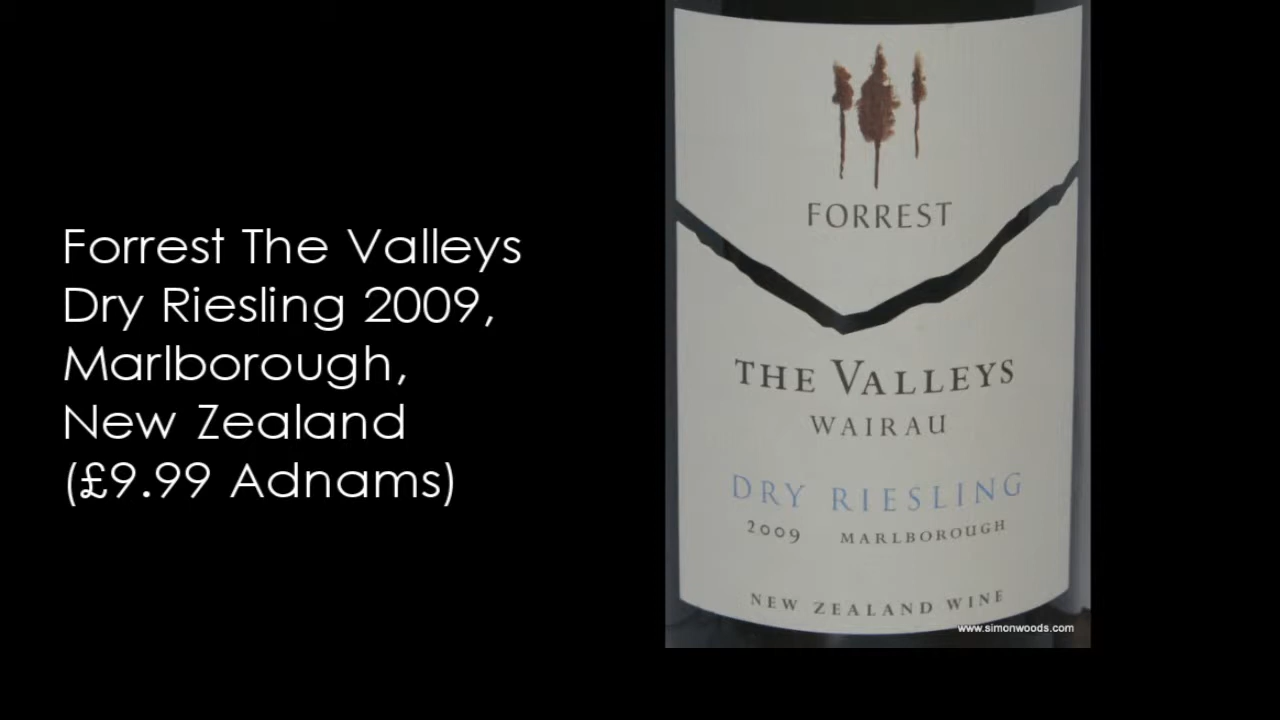 Forrest The Valleys
Dry Riesling 2009,
Marlborough,
New Zealand
(£9.99 Adnams)
FORREST
THE VALLEYS
WAIRAU
DRY RIESLING
2009 MARLBOROUGH
NEW ZEALAND WINE
www.simonwoods.com